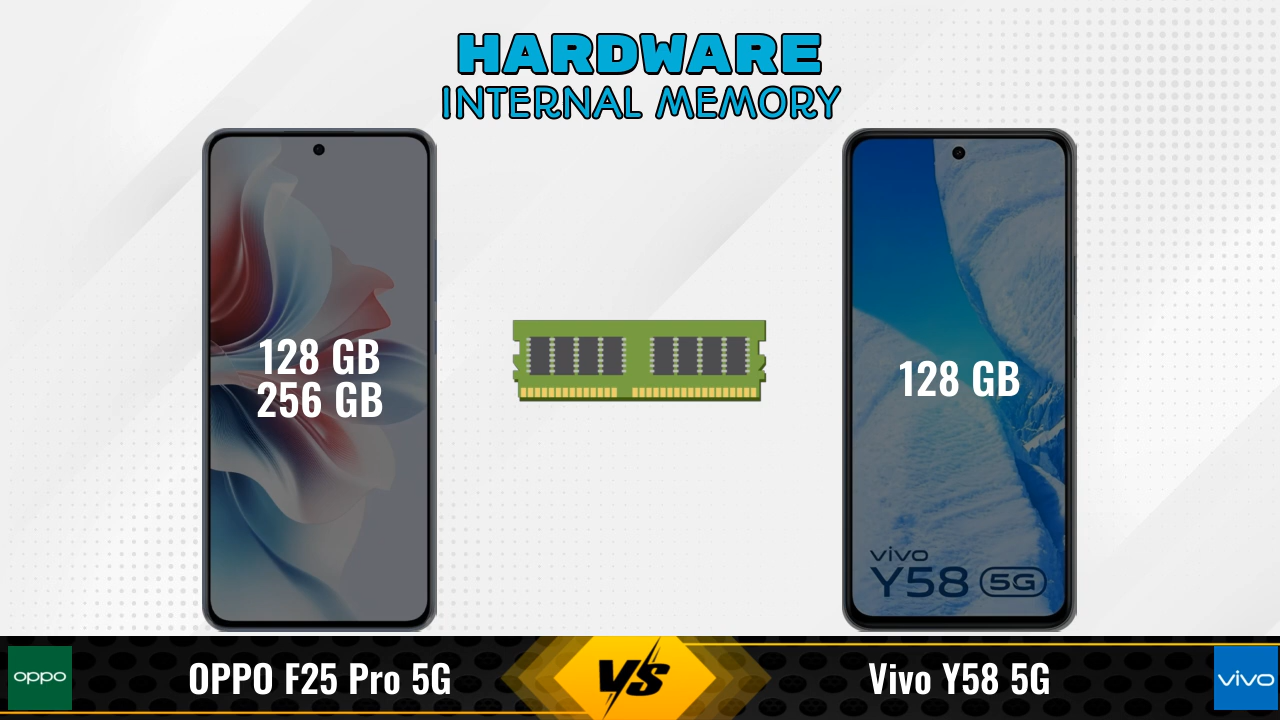 HARDWARE
INTERNAL MEMORY
128 GB
256 GB
128 GB
vivo
Y58 5G
oppo
OPPO F25 Pro 5G
VS
Vivo Y58 5G
vivo